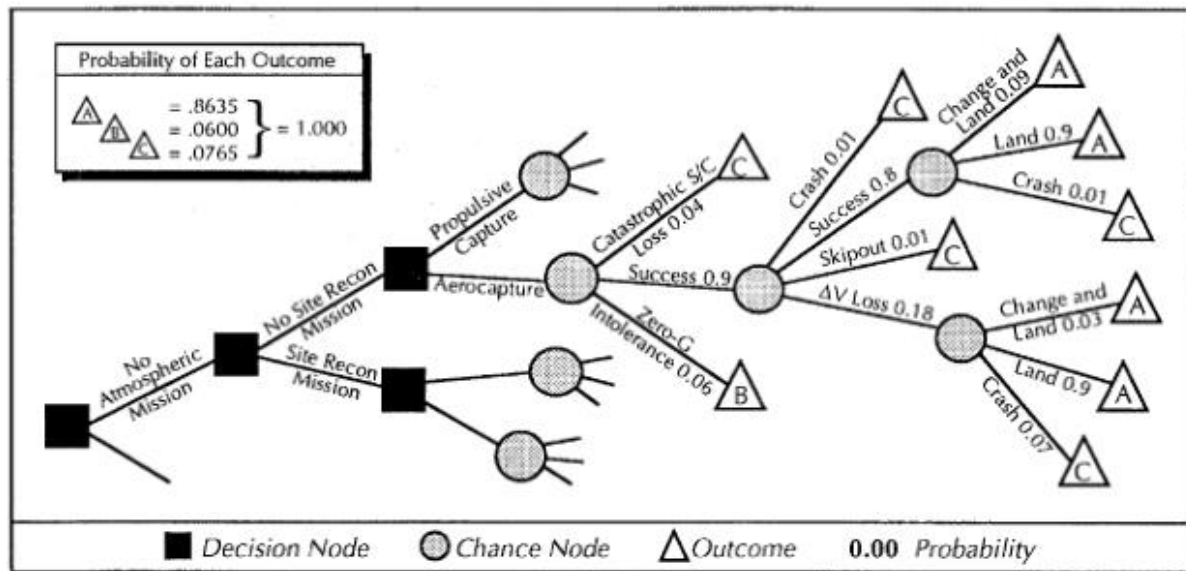 Probability of Each Outcome
A = .8635
B = .0600 } = 1.000
C = .0765
No
Atmospheric
Mission
No Site Recon
Mission
Site Recon
Mission
Propulsive
Capture
Aerocapture
Catastrophic S/C
Loss 0.04
C
Success 0.9
Zero-G
Intolerance 0.06
B
Crash 0.01
C
Success 0.8
Skipout 0.01
C
ΔV Loss 0.18
Change and
Land 0.09
A
Land 0.9
A
Crash 0.01
C
Change and
Land 0.03
A
Land 0.9
A
Crash 0.07
C
Decision Node
Chance Node
Outcome
0.00 Probability